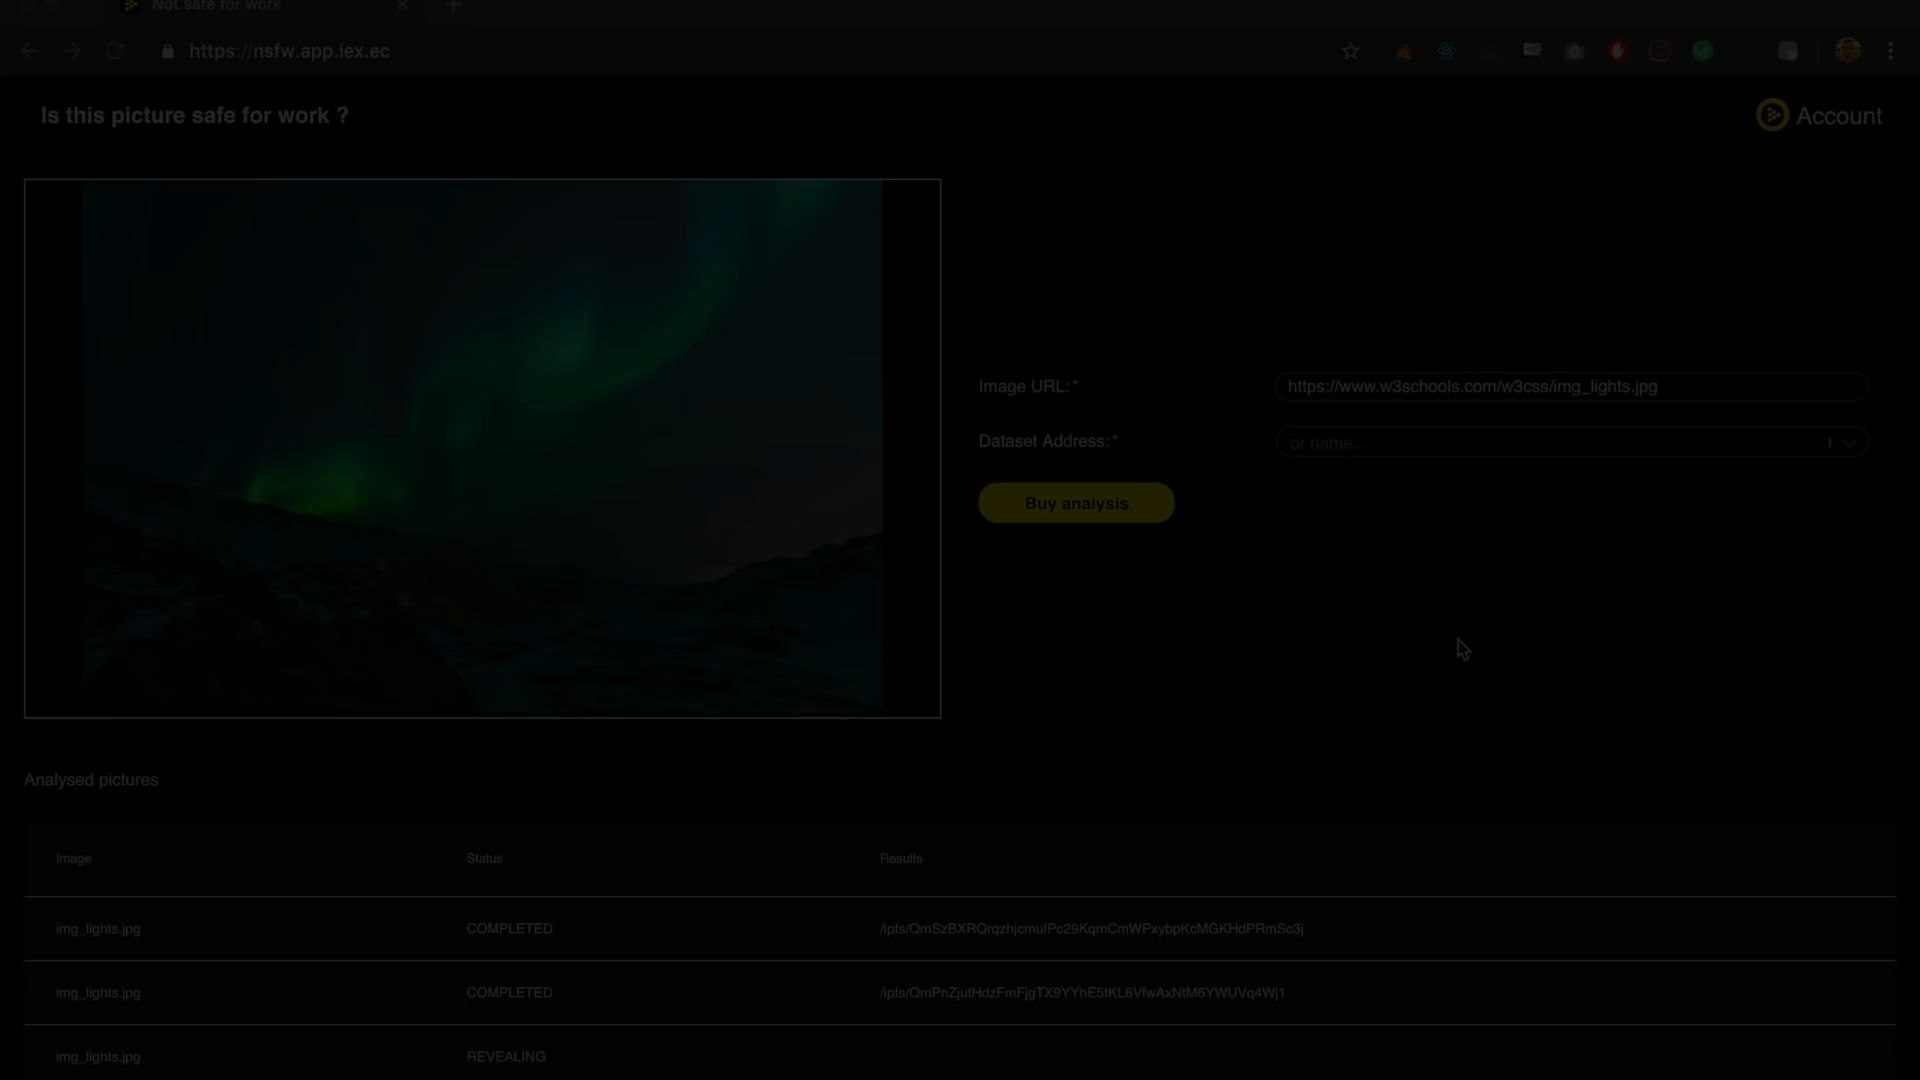 Not safe for work
https://nsfw.app.iex.ec
Is this picture safe for work ?
Account
Image URL:*
https://www.w3schools.com/w3css/img_lights.jpg
Dataset Address:*
or name...
Buy analysis
Analysed pictures
Image Status Results
img_lights.jpg COMPLETED /ipfs/QmSzBXRQrqzhjcmufPc29KqmCmWPxybpKcMGKHdPRmSc3j
img_lights.jpg COMPLETED /ipfs/QmPnZjutHdzFmFjgTX9YYhE5tKL6VfwAxNtM6YWUVq4Wj1
img_lights.jpg REVEALING